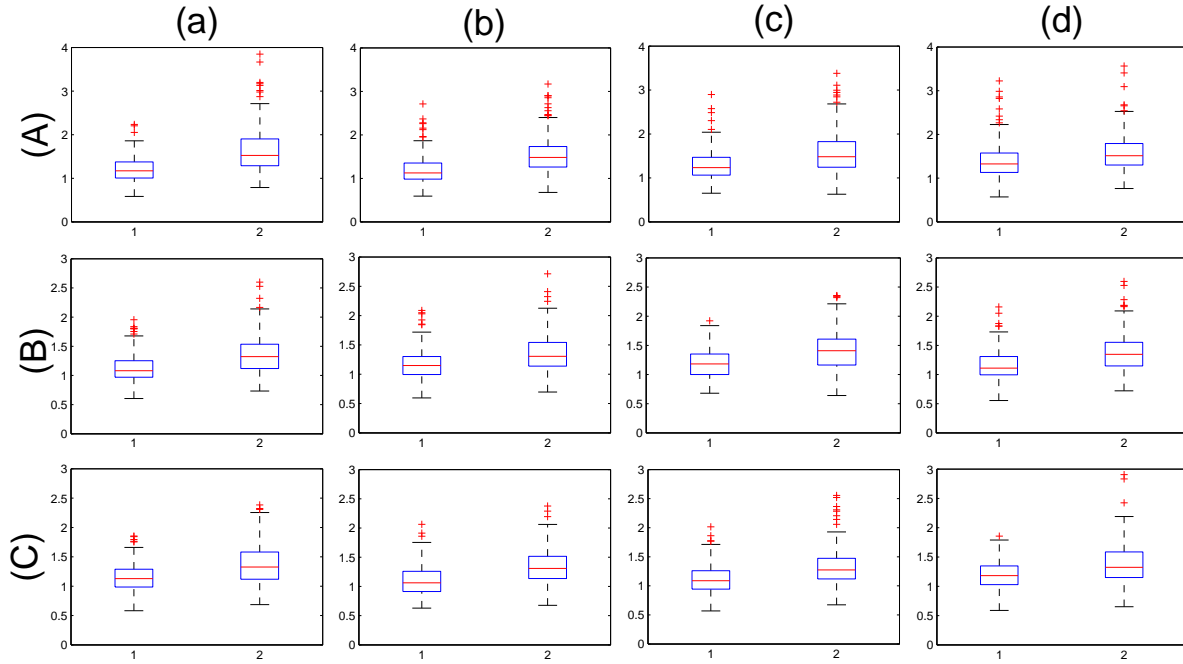 (a) (b) (c) (d)
(A)
4 4 4 4
3 3 3 3
2 2 2 2
1 1 1 1
0 0 0 0
1 2 1 2 1 2 1 2
(B)
3 3 3 3
2.5 2.5 2.5 2.5
2 2 2 2
1.5 1.5 1.5 1.5
1 1 1 1
0.5 0.5 0.5 0.5
0 0 0 0
1 2 1 2 1 2 1 2
(C)
3 3 3 3
2.5 2.5 2.5 2.5
2 2 2 2
1.5 1.5 1.5 1.5
1 1 1 1
0.5 0.5 0.5 0.5
0 0 0 0
1 2 1 2 1 2 1 2